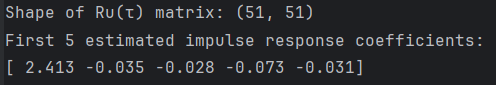 Shape of Ru(τ) matrix: (51, 51)
First 5 estimated impulse response coefficients:
[ 2.413 -0.035 -0.028 -0.073 -0.031]